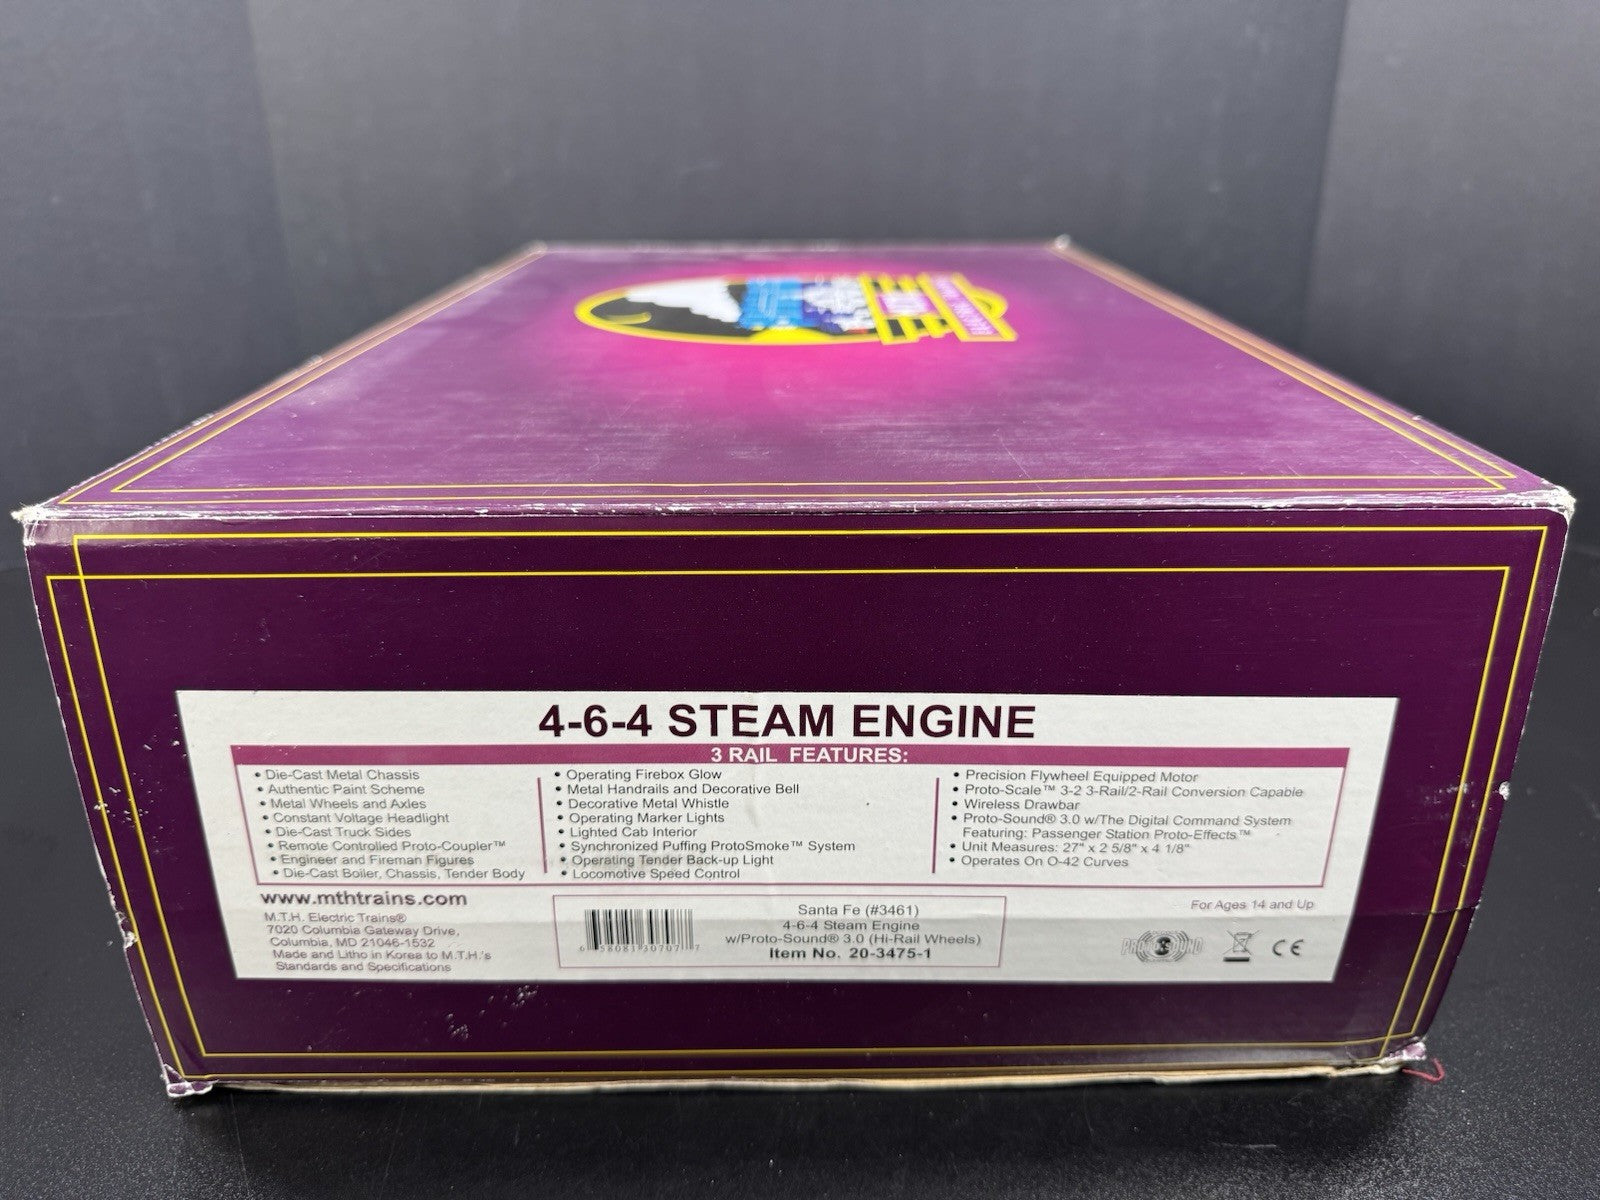 4-6-4 STEAM ENGINE
3 RAIL FEATURES:
• Die-Cast Metal Chassis
• Authentic Paint Scheme
• Metal Wheels and Axles
• Constant Voltage Headlight
• Die-Cast Truck Sides
• Remote Controlled Proto-Coupler™
• Engineer and Fireman Figures
• Die-Cast Boiler, Chassis, Tender Body
• Operating Firebox Glow
• Metal Handrails and Decorative Bell
• Decorative Metal Whistle
• Operating Marker Lights
• Lighted Cab Interior
• Synchronized Puffing ProtoSmoke™ System
• Operating Tender Back-up Light
• Locomotive Speed Control
• Precision Flywheel Equipped Motor
• Proto-Scale™ 3-2 3-Rail/2-Rail Conversion Capable
• Wireless Drawbar
• Proto-Sound® 3.0 w/The Digital Command System
Featuring: Passenger Station Proto-Effects™
• Unit Measures: 27" x 2 5/8" x 4 1/8"
• Operates On O-42 Curves
www.mthtrains.com
M.T.H. Electric Trains®
7020 Columbia Gateway Drive,
Columbia, MD 21046-1532
Made and Litho in Korea to M.T.H.'s
Standards and Specifications
Santa Fe (#3461)
4-6-4 Steam Engine
w/Proto-Sound® 3.0 (Hi-Rail Wheels)
Item No. 20-3475-1
For Ages 14 and Up
CE